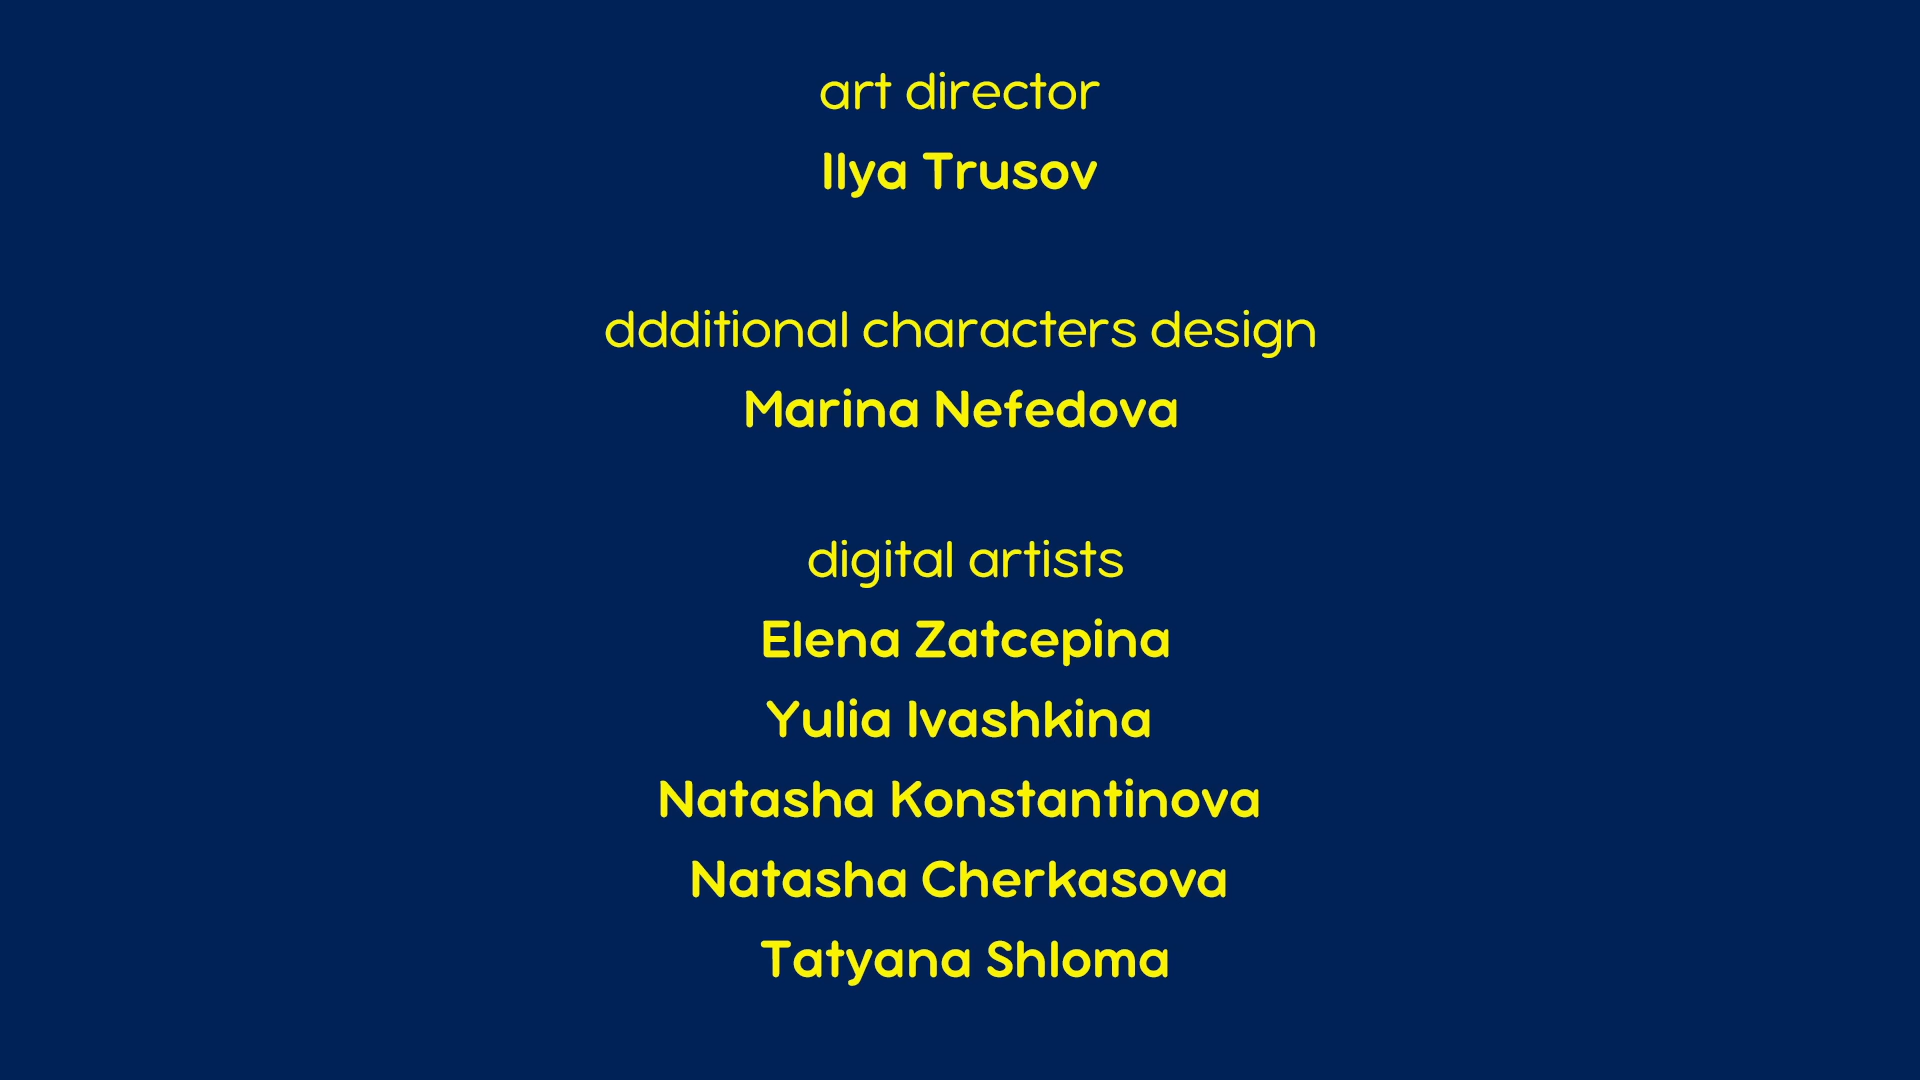 art director
Ilya Trusov
ddditional characters design
Marina Nefedova
digital artists
Elena Zatcepina
Yulia Ivashkina
Natasha Konstantinova
Natasha Cherkasova
Tatyana Shloma